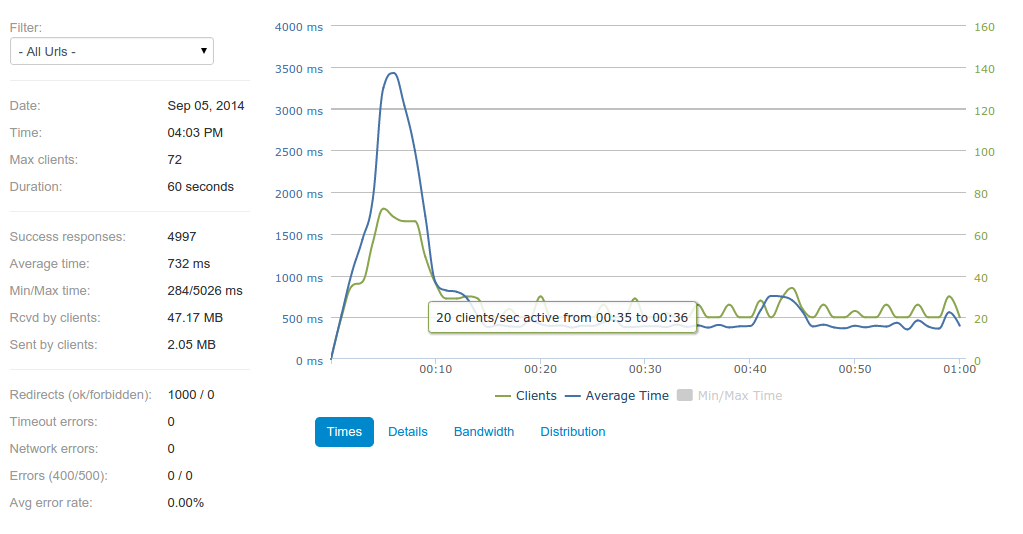 Filter:
- All Urls -
Date: Sep 05, 2014
Time: 04:03 PM
Max clients: 72
Duration: 60 seconds
Success responses: 4997
Average time: 732 ms
Min/Max time: 284/5026 ms
Rcvd by clients: 47.17 MB
Sent by clients: 2.05 MB
Redirects (ok/forbidden): 1000 / 0
Timeout errors: 0
Network errors: 0
Errors (400/500): 0 / 0
Avg error rate: 0.00%
4000 ms 160
3500 ms 140
3000 ms 120
2500 ms 100
2000 ms 80
1500 ms 60
1000 ms 40
500 ms 20
0 ms 0
20 clients/sec active from 00:35 to 00:36
00:10 00:20 00:30 00:40 00:50 01:00
Clients Average Time Min/Max Time
Times Details Bandwidth Distribution